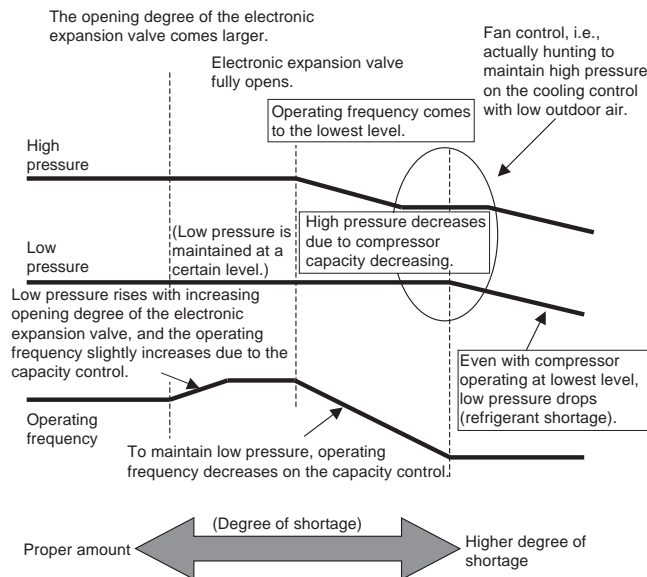 The opening degree of the electronic
expansion valve comes larger.
Electronic expansion valve
fully opens.
Fan control, i.e.,
actually hunting to
maintain high pressure
on the cooling control
with low outdoor air.
Operating frequency comes
to the lowest level.
High
pressure
(Low pressure is
maintained at a
certain level.)
High pressure decreases
due to compressor
capacity decreasing.
Low
pressure
Low pressure rises with increasing
opening degree of the electronic
expansion valve, and the operating
frequency slightly increases due to the
capacity control.
Even with compressor
operating at lowest level,
low pressure drops
(refrigerant shortage).
Operating
frequency
To maintain low pressure, operating
frequency decreases on the capacity control.
(Degree of shortage)
Proper amount
Higher degree of
shortage